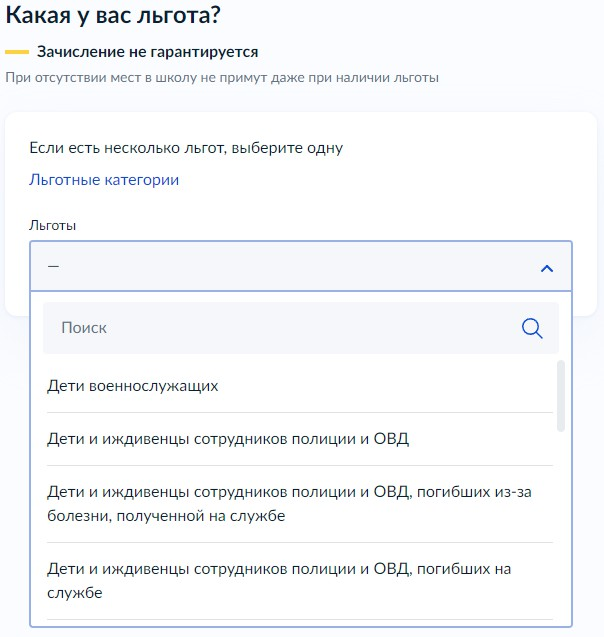 Какая у вас льгота?
Зачисление не гарантируется
При отсутствии мест в школу не примут даже при наличии льготы
Если есть несколько льгот, выберите одну
Льготные категории
Льготы
—
Поиск
Дети военнослужащих
Дети и иждивенцы сотрудников полиции и ОВД
Дети и иждивенцы сотрудников полиции и ОВД, погибших из-за
болезни, полученной на службе
Дети и иждивенцы сотрудников полиции и ОВД, погибших на
службе